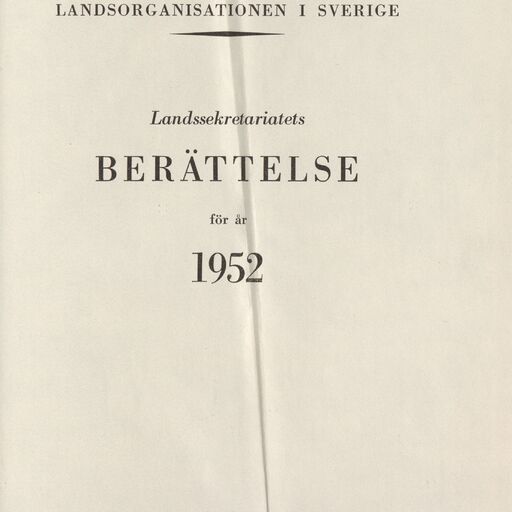 LANDSORGANISATIONEN I SVERIGE
Landssekretariatets
BERÄTTELSE
för år
1952